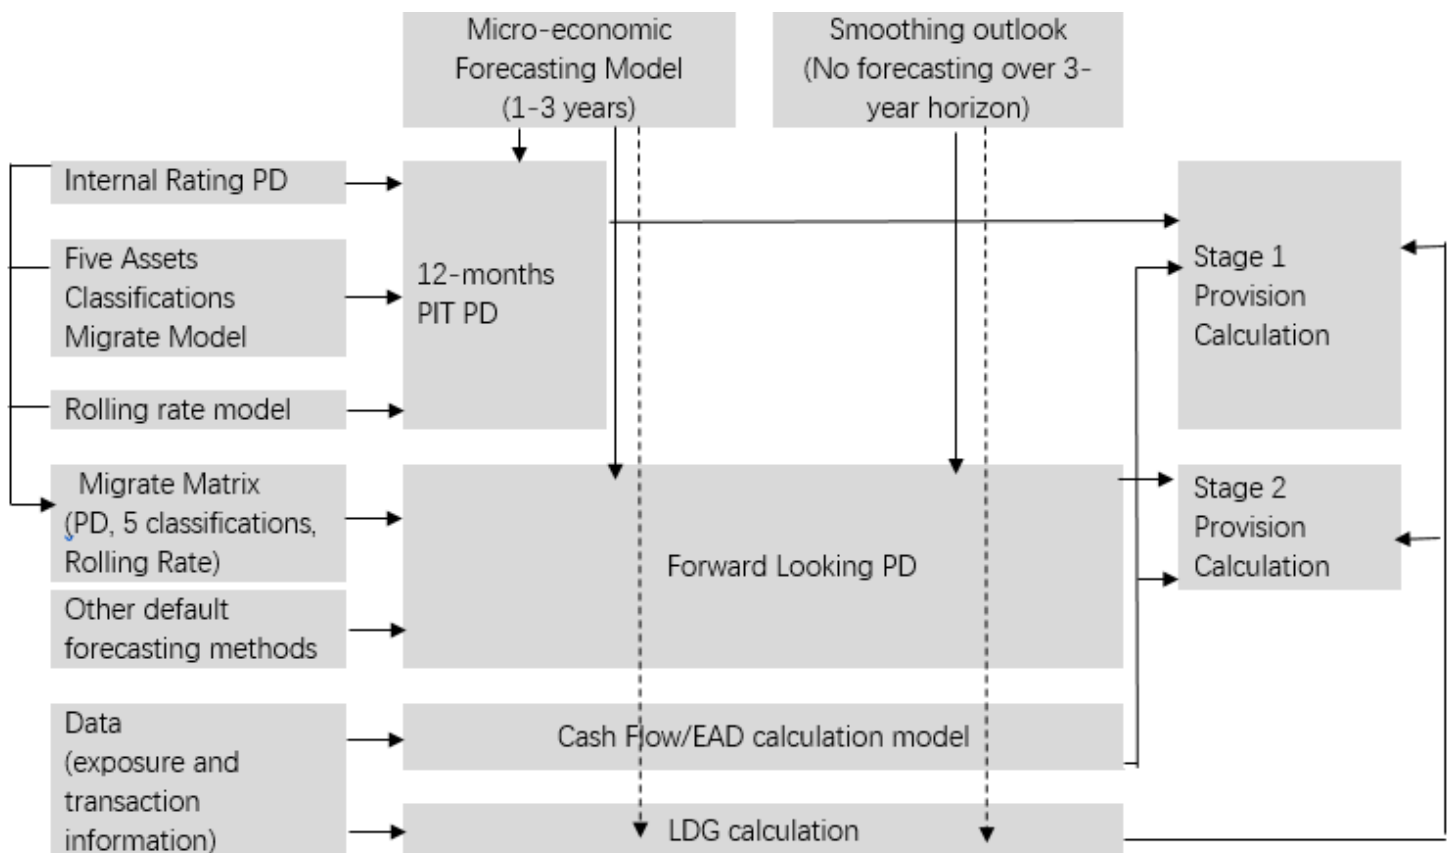 Micro-economic
Forecasting Model
(1-3 years)
Smoothing outlook
(No forecasting over 3-
year horizon)
Internal Rating PD
Five Assets
Classifications
Migrate Model
Rolling rate model
12-months
PIT PD
Stage 1
Provision
Calculation
Migrate Matrix
(PD, 5 classifications,
Rolling Rate)
Other default
forecasting methods
Forward Looking PD
Stage 2
Provision
Calculation
Data
(exposure and
transaction
information)
Cash Flow/EAD calculation model
LDG calculation